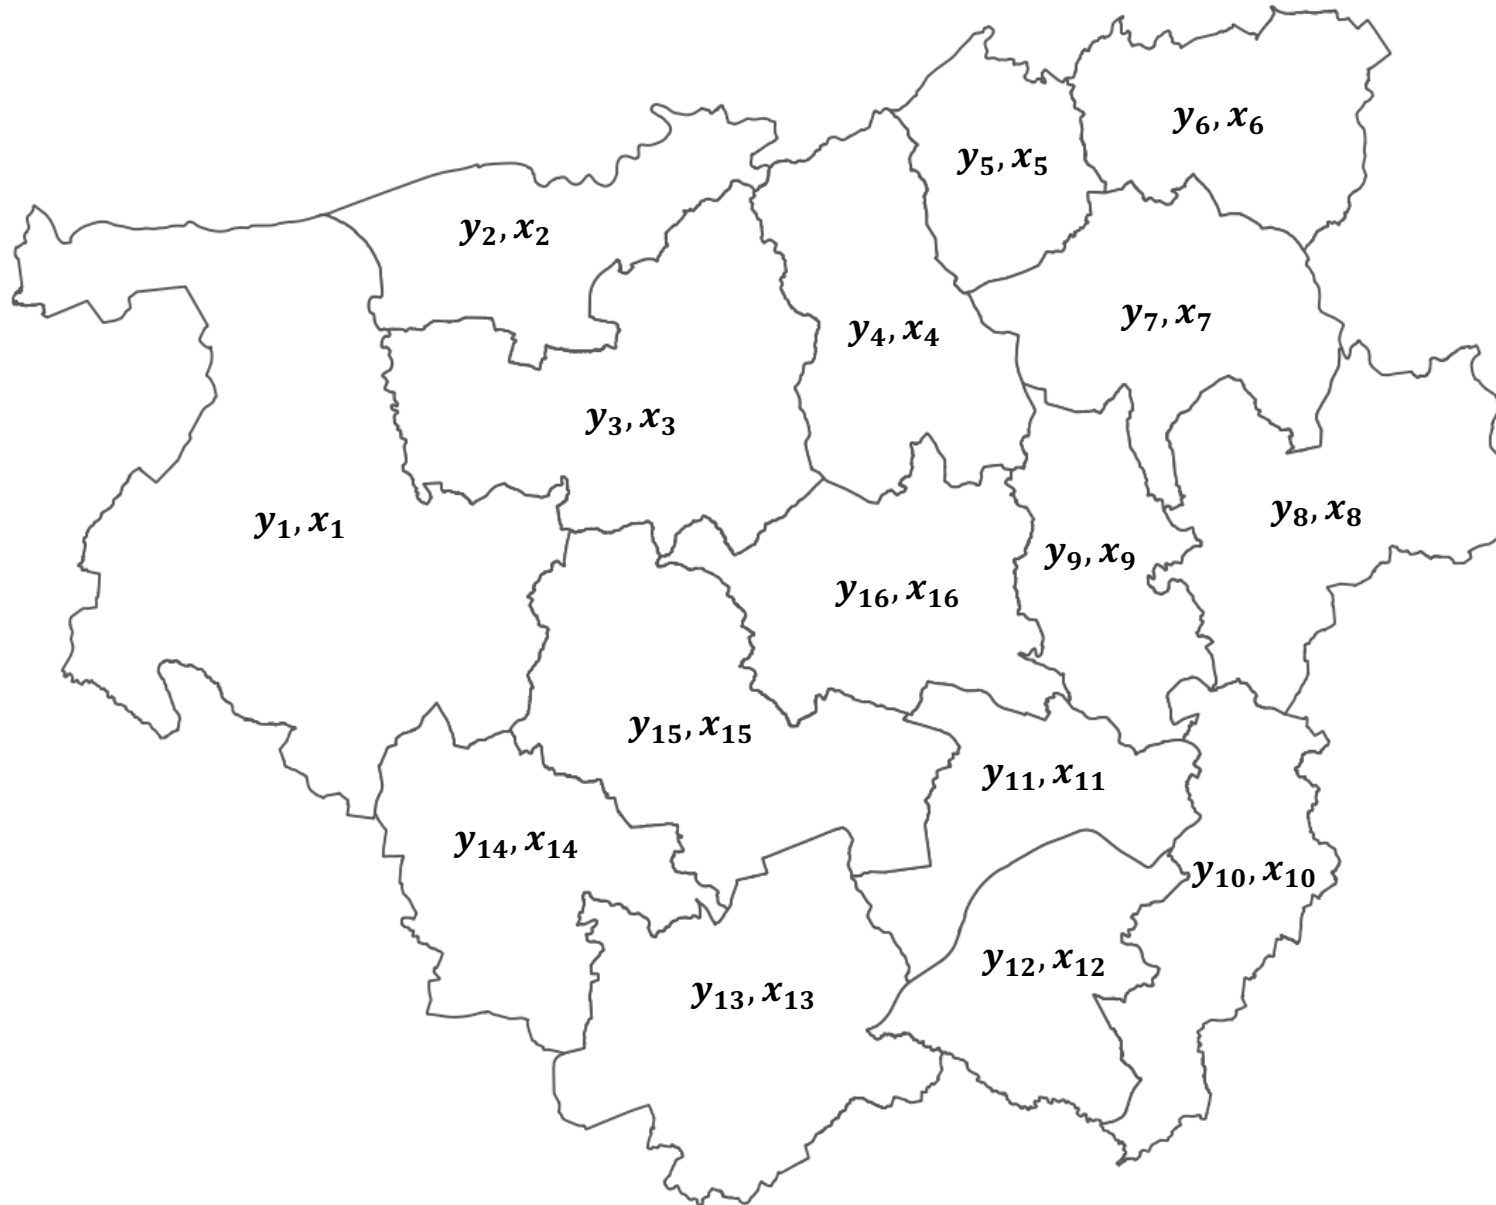 y₆, x₆
y₅, x₅
y₂, x₂
y₇, x₇
y₄, x₄
y₃, x₃
y₈, x₈
y₁, x₁
y₉, x₉
y₁₆, x₁₆
y₁₅, x₁₅
y₁₁, x₁₁
y₁₄, x₁₄
y₁₀, x₁₀
y₁₂, x₁₂
y₁₃, x₁₃